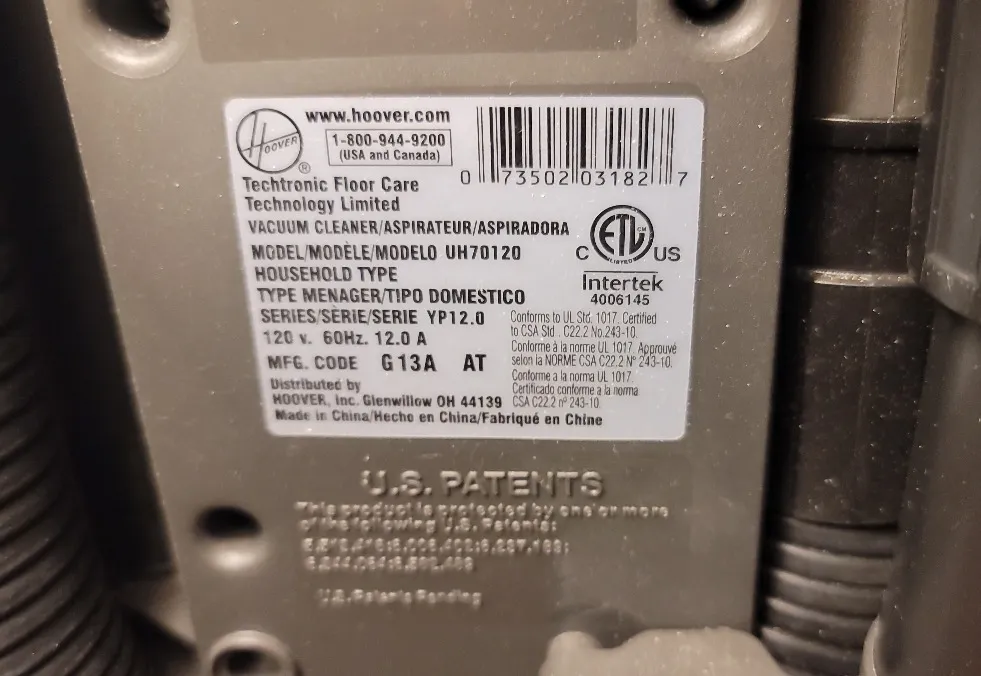 HOOVER ®
www.hoover.com
1-800-944-9200
(USA and Canada)
0 73502 03182 7
Techtronic Floor Care
Technology Limited
VACUUM CLEANER/ASPIRATEUR/ASPIRADORA
MODEL/MODÈLE/MODELO UH70120
HOUSEHOLD TYPE
TYPE MENAGER/TIPO DOMESTICO
SERIES/SÈRIE/SERIE YP12.0
120 v. 60Hz. 12.0 A
MFG. CODE G13A AT
Distributed by
HOOVER, Inc. Glenwillow OH 44139
Made in China/Hecho en China/Fabriqué en Chine
ETL CM
LISTED
C US
Intertek
4006145
Conforms to UL Std. 1017. Certified
to CSA Std. C22.2 No.243-10.
Conforme à la norme UL 1017. Approuvé
selon la NORME CSA C22.2 N° 243-10.
Conforme a la norma UL 1017.
Certificado conforme a la norma
CSA C22.2 nº 243-10
U.S. PATENTS
This product is protected by one or more
of the following U.S. Patents:
U.S. Patents Pending